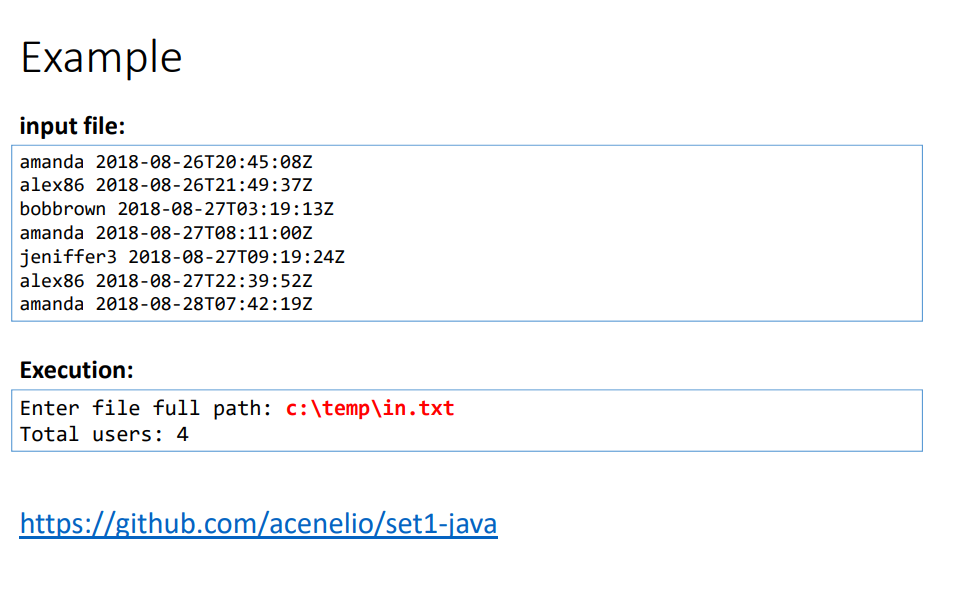 Example
input file:
amanda 2018-08-26T20:45:08Z
alex86 2018-08-26T21:49:37Z
bobbrown 2018-08-27T03:19:13Z
amanda 2018-08-27T08:11:00Z
jeniffer3 2018-08-27T09:19:24Z
alex86 2018-08-27T22:39:52Z
amanda 2018-08-28T07:42:19Z
Execution:
Enter file full path: c:\temp\in.txt
Total users: 4
https://github.com/acenelio/set1-java